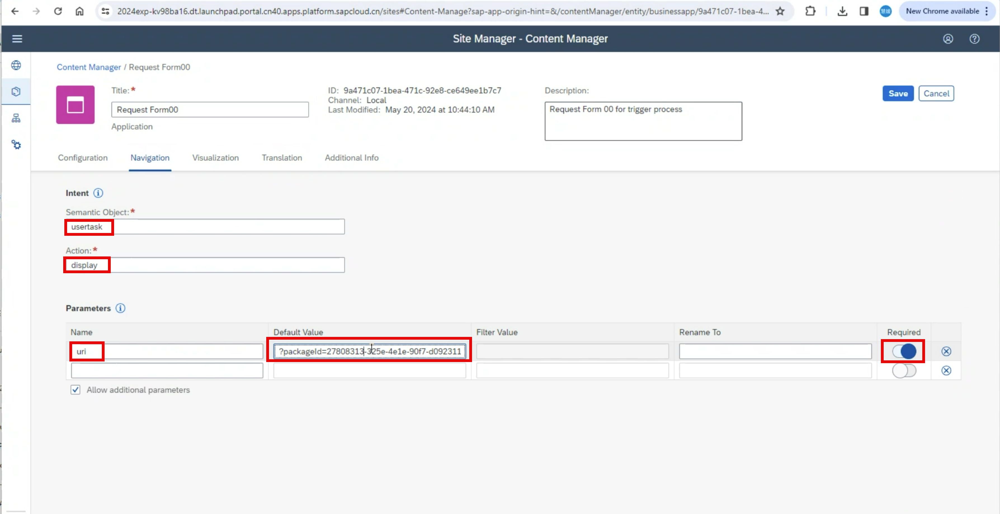 2024exp-kv98ba16.dt.launchpad.portal.cn40.apps.platform.sapcloud.cn/sites#Content-Manage?sap-app-origin-hint=&/contentManager/entity/businessapp/9a471c07-1bea-4...
慧媛
New Chrome available
Site Manager - Content Manager
Content Manager / Request Form00
Title:*
Request Form00
Application
ID: 9a471c07-1bea-471c-92e8-ce649ee1b7c7
Channel: Local
Last Modified: May 20, 2024 at 10:44:10 AM
Description:
Request Form 00 for trigger process
Save
Cancel
Configuration
Navigation
Visualization
Translation
Additional Info
Intent
Semantic Object:*
usertask
Action:*
display
Parameters
Name
Default Value
Filter Value
Rename To
Required
uri
?packageId=27808313-325e-4e1e-90f7-d092311
Allow additional parameters